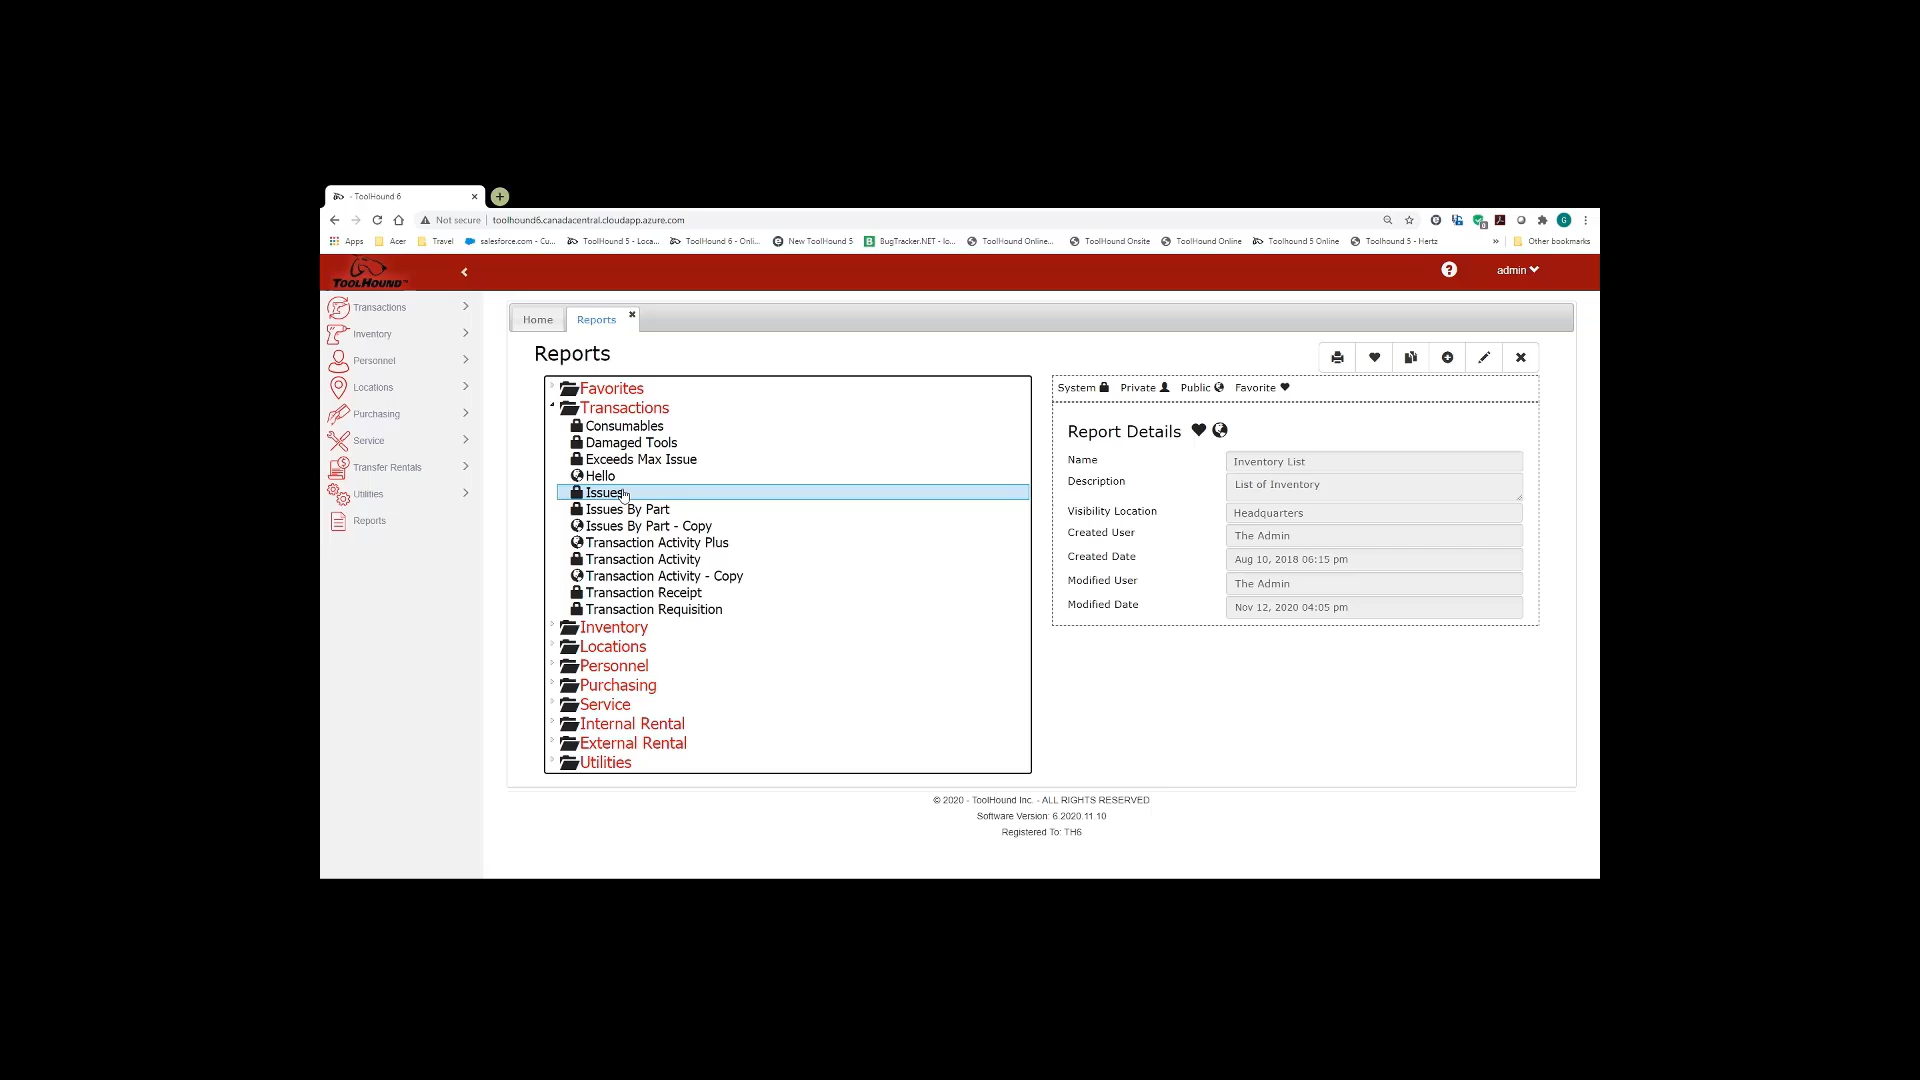 - ToolHound 6
Not secure | toolhound6.canadacentral.cloudapp.azure.com
Apps Acer Travel salesforce.com - Cu... ToolHound 5 - Loca... ToolHound 6 - Onli... New ToolHound 5 BugTracker.NET - lo... ToolHound Online... ToolHound Onsite ToolHound Online Toolhound 5 Online Toolhound 5 - Hertz » Other bookmarks
TOOLHOUND™ admin
Transactions
Inventory
Personnel
Locations
Purchasing
Service
Transfer Rentals
Utilities
Reports
Home Reports
Reports
Favorites
Transactions
Consumables
Damaged Tools
Exceeds Max Issue
Hello
Issues
Issues By Part
Issues By Part - Copy
Transaction Activity Plus
Transaction Activity
Transaction Activity - Copy
Transaction Receipt
Transaction Requisition
Inventory
Locations
Personnel
Purchasing
Service
Internal Rental
External Rental
Utilities
System Private Public Favorite
Report Details
Name Inventory List
Description List of Inventory
Visibility Location Headquarters
Created User The Admin
Created Date Aug 10, 2018 06:15 pm
Modified User The Admin
Modified Date Nov 12, 2020 04:05 pm
© 2020 - ToolHound Inc. - ALL RIGHTS RESERVED
Software Version: 6.2020.11.10
Registered To: TH6